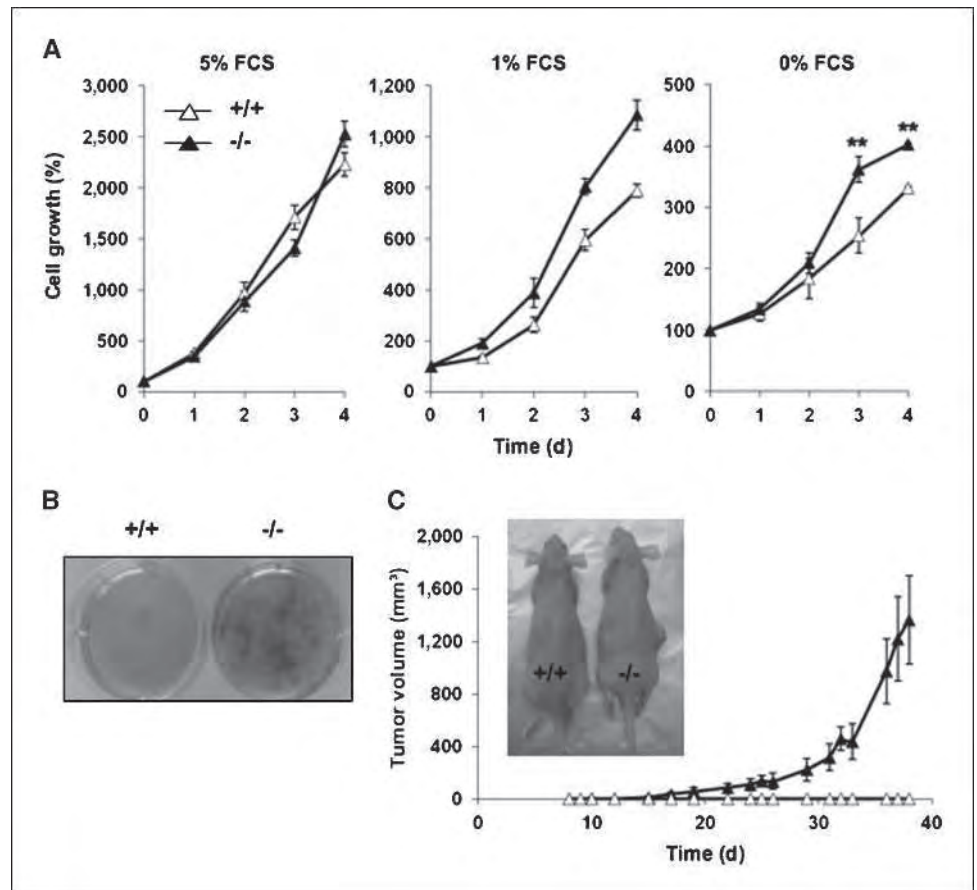 A
5% FCS
1% FCS
0% FCS
3,000
2,500
2,000
1,500
1,000
500
0
+/+
-/-
Cell growth (%)
0 1 2 3 4
1,200
1,000
800
600
400
200
0
0 1 2 3 4
500
400
300
200
100
0
** **
0 1 2 3 4
Time (d)
B
+/+ -/-
C
Tumor volume (mm³)
2,000
1,600
1,200
800
400
0
+/+ -/-
0 10 20 30 40
Time (d)